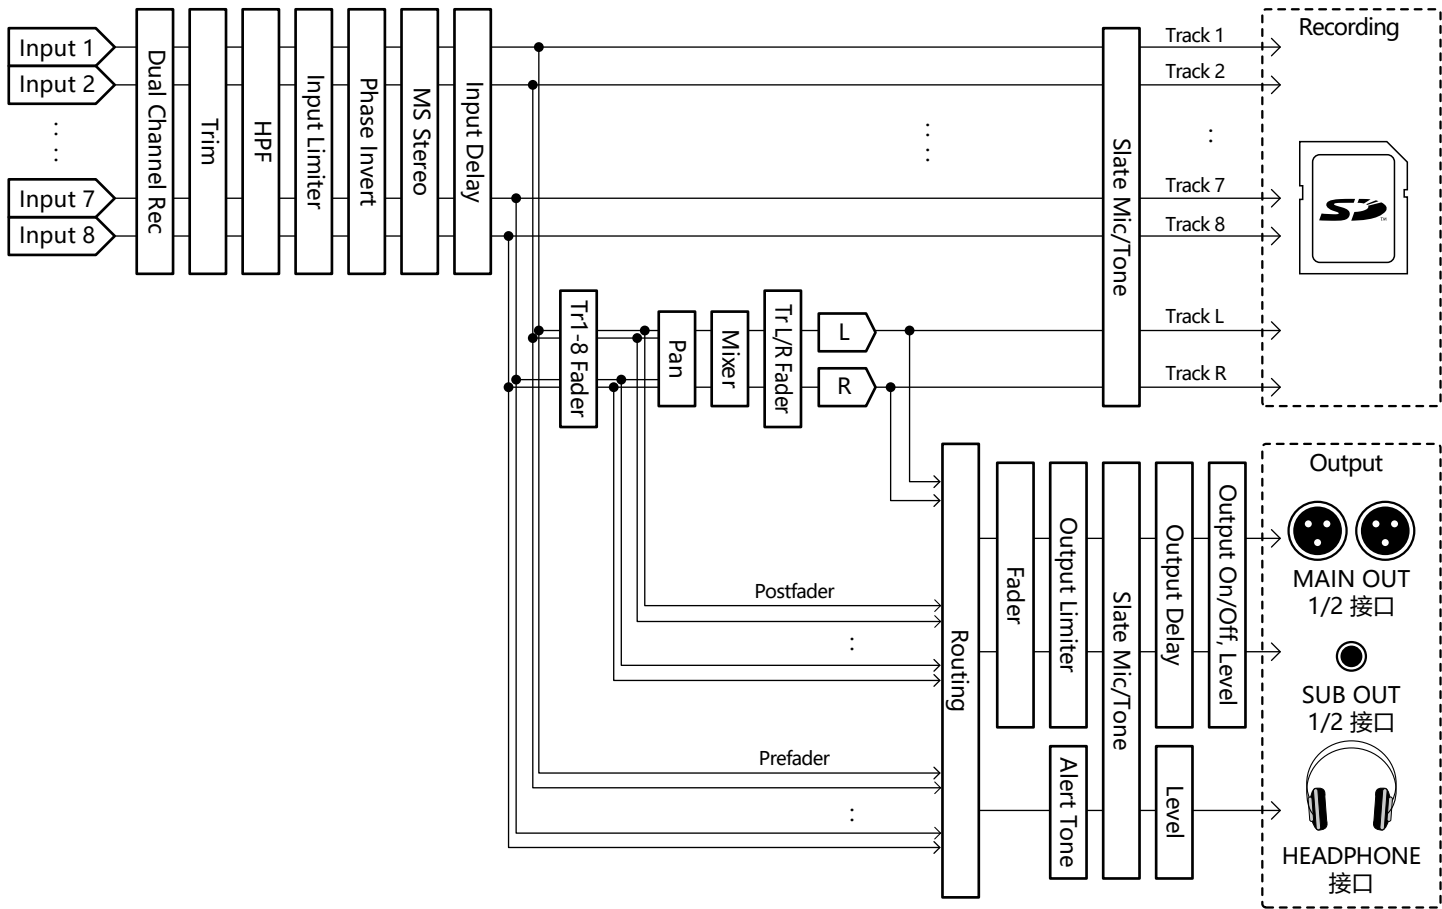 Input 1
Input 2
Input 7
Input 8
Dual Channel Rec
Trim
HPF
Input Limiter
Phase Invert
MS Stereo
Input Delay
Slate Mic/Tone
Track 1
Track 2
Track 7
Track 8
Track L
Track R
Recording
SD
TM
Tr1-8 Fader
Pan
Mixer
Tr L/R Fader
L
R
Postfader
Prefader
Routing
Fader
Output Limiter
Slate Mic/Tone
Output Delay
Output On/Off, Level
Alert Tone
Level
Output
MAIN OUT
1/2 接口
SUB OUT
1/2 接口
HEADPHONE
接口